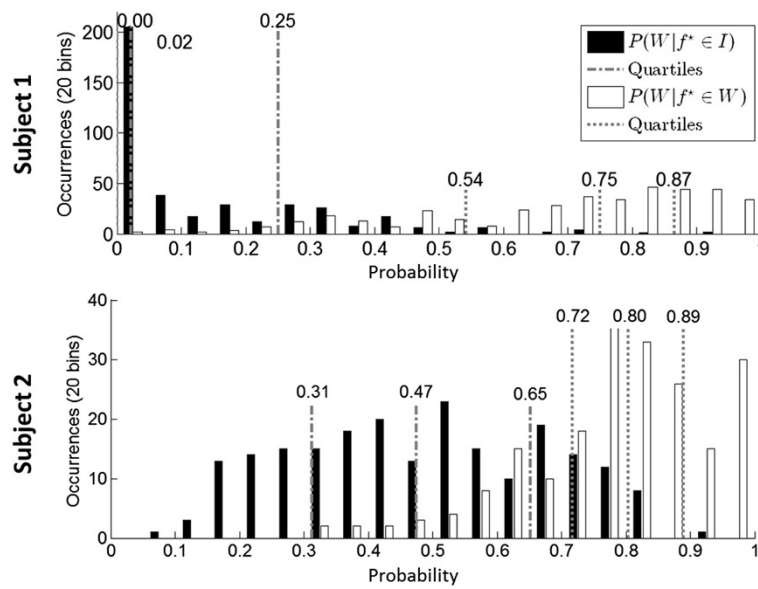 Subject 1
Occurrences (20 bins)
200
150
100
50
0
0.00
0.02
0.25
0.54
0.75
0.87
P(W|f* ∈ I)
Quartiles
P(W|f* ∈ W)
Quartiles
0 0.1 0.2 0.3 0.4 0.5 0.6 0.7 0.8 0.9
Probability
Subject 2
Occurrences (20 bins)
40
30
20
10
0
0.31
0.47
0.65
0.72
0.80
0.89
0 0.1 0.2 0.3 0.4 0.5 0.6 0.7 0.8 0.9 1
Probability